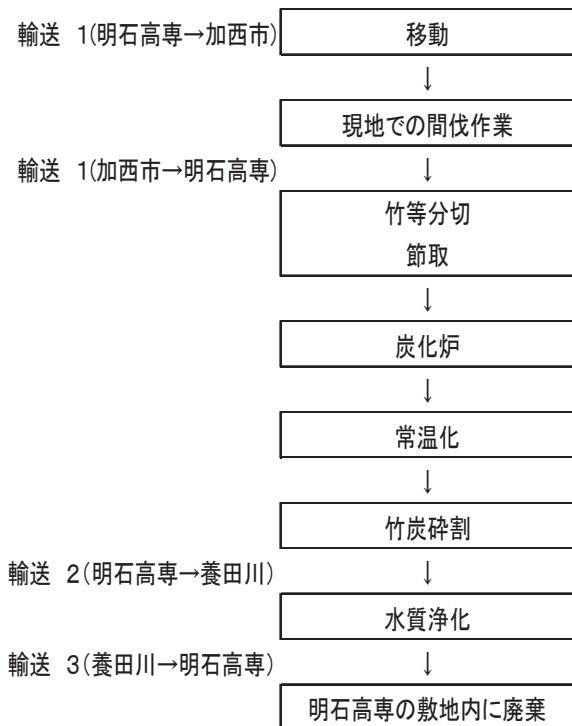 輸送 1(明石高専→加西市) 移動
↓
現地での間伐作業
輸送 1(加西市→明石高専) ↓
竹等分切
節取
↓
炭化炉
↓
常温化
↓
竹炭砕割
輸送 2(明石高専→養田川) ↓
水質浄化
輸送 3(養田川→明石高専) ↓
明石高専の敷地内に廃棄